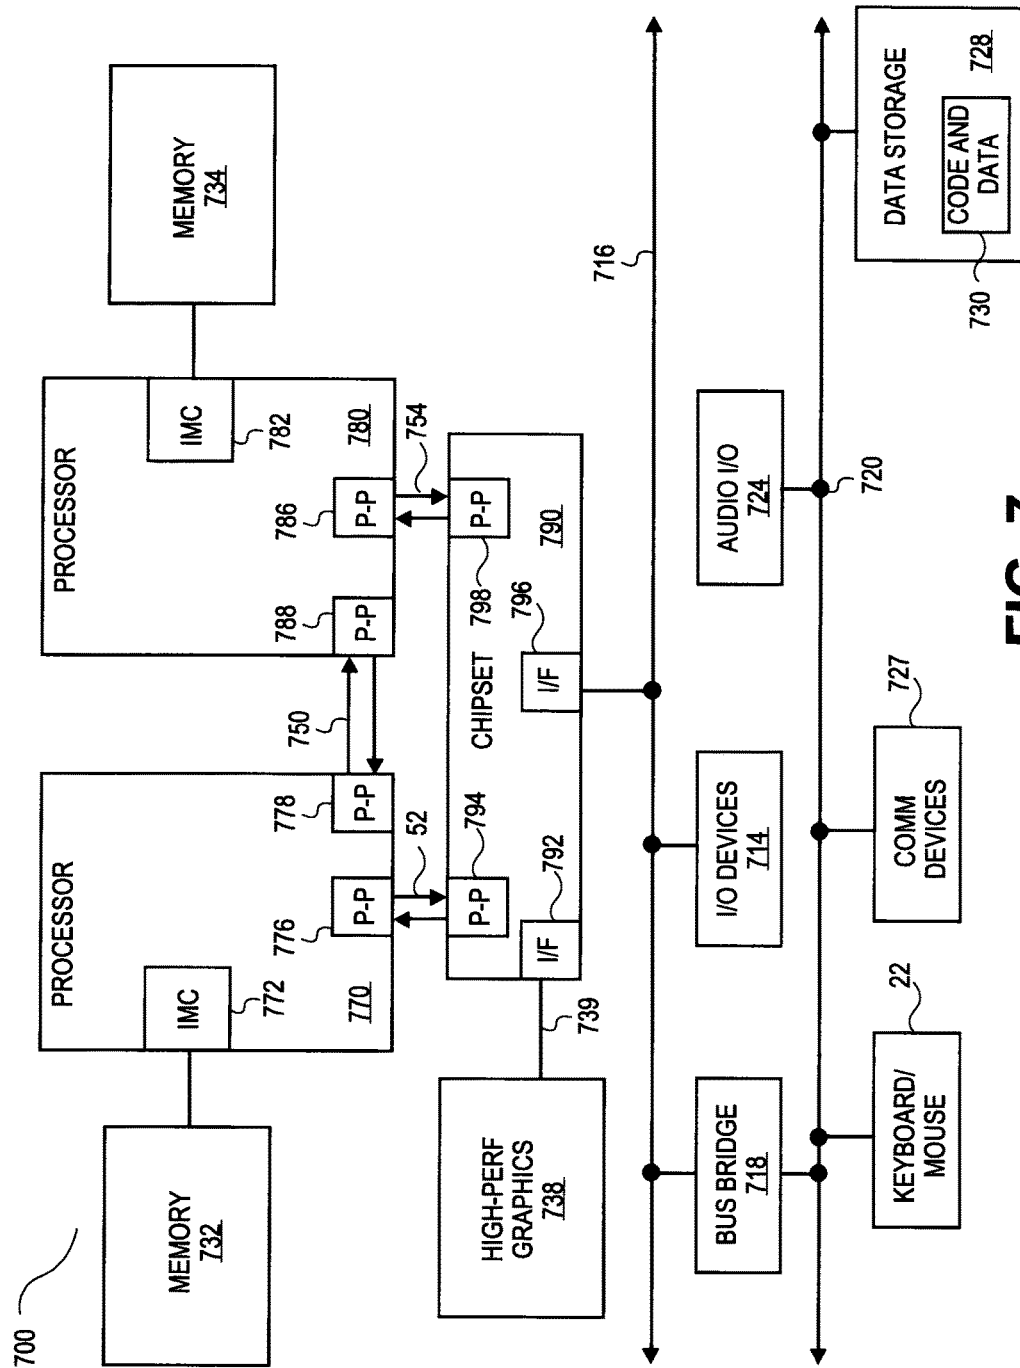 700
MEMORY
732
PROCESSOR
IMC
772
770
776
P-P
778
P-P
750
PROCESSOR
IMC
782
780
788
P-P
786
P-P
MEMORY
734
52
754
HIGH-PERF
GRAPHICS
738
739
CHIPSET
790
P-P
794
I/F
792
P-P
798
I/F
796
716
BUS BRIDGE
718
I/O DEVICES
714
AUDIO I/O
724
720
KEYBOARD/
MOUSE
22
COMM
DEVICES
727
DATA STORAGE
728
CODE AND
DATA
730
FIG. 7